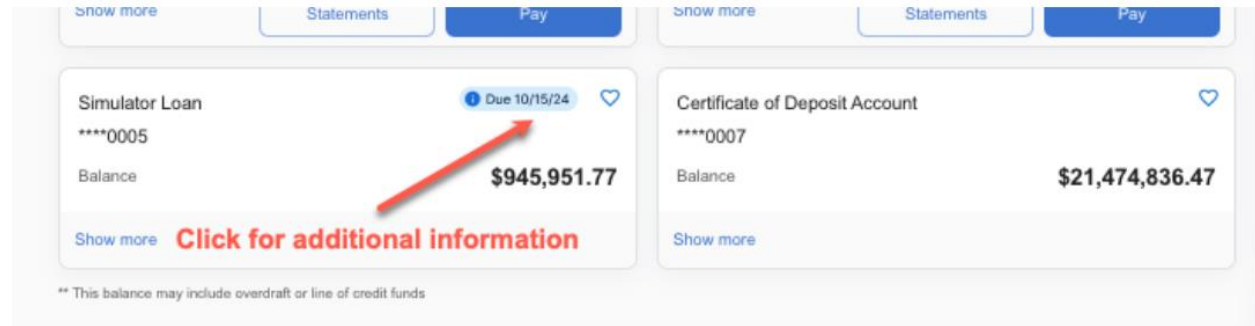 Show more Statements Pay Show more Statements Pay
Simulator Loan Due 10/15/24
****0005
Balance $945,951.77
Show more Click for additional information
Certificate of Deposit Account
****0007
Balance $21,474,836.47
Show more
** This balance may include overdraft or line of credit funds